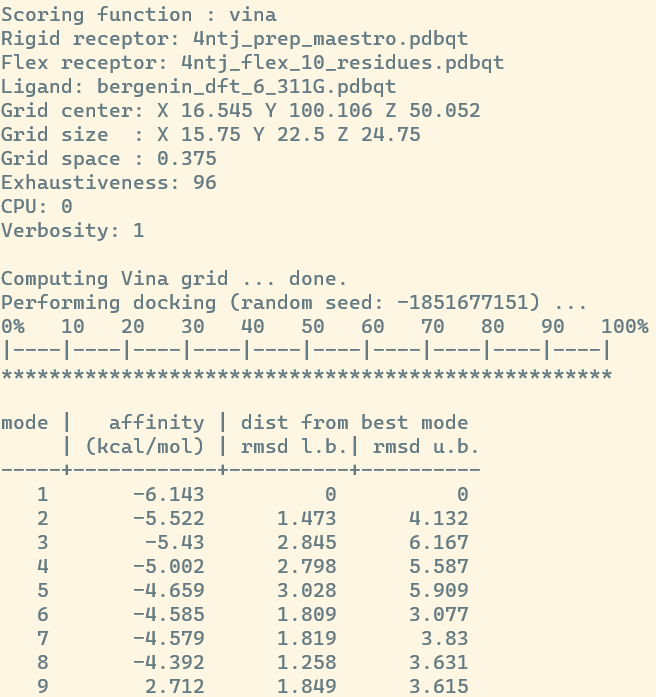 Scoring function : vina
Rigid receptor: 4ntj_prep_maestro.pdbqt
Flex receptor: 4ntj_flex_10_residues.pdbqt
Ligand: bergenin_dft_6_311G.pdbqt
Grid center: X 16.545 Y 100.106 Z 50.052
Grid size  : X 15.75 Y 22.5 Z 24.75
Grid space : 0.375
Exhaustiveness: 96
CPU: 0
Verbosity: 1

Computing Vina grid ... done.
Performing docking (random seed: -1851677151) ...
0%   10   20   30   40   50   60   70   80   90   100%
|----|----|----|----|----|----|----|----|----|----|
***************************************************

mode |   affinity | dist from best mode
     | (kcal/mol) | rmsd l.b.| rmsd u.b.
-----+------------+----------+----------
   1       -6.143          0          0
   2       -5.522      1.473      4.132
   3        -5.43      2.845      6.167
   4       -5.002      2.798      5.587
   5       -4.659      3.028      5.909
   6       -4.585      1.809      3.077
   7       -4.579      1.819       3.83
   8       -4.392      1.258      3.631
   9        2.712      1.849      3.615